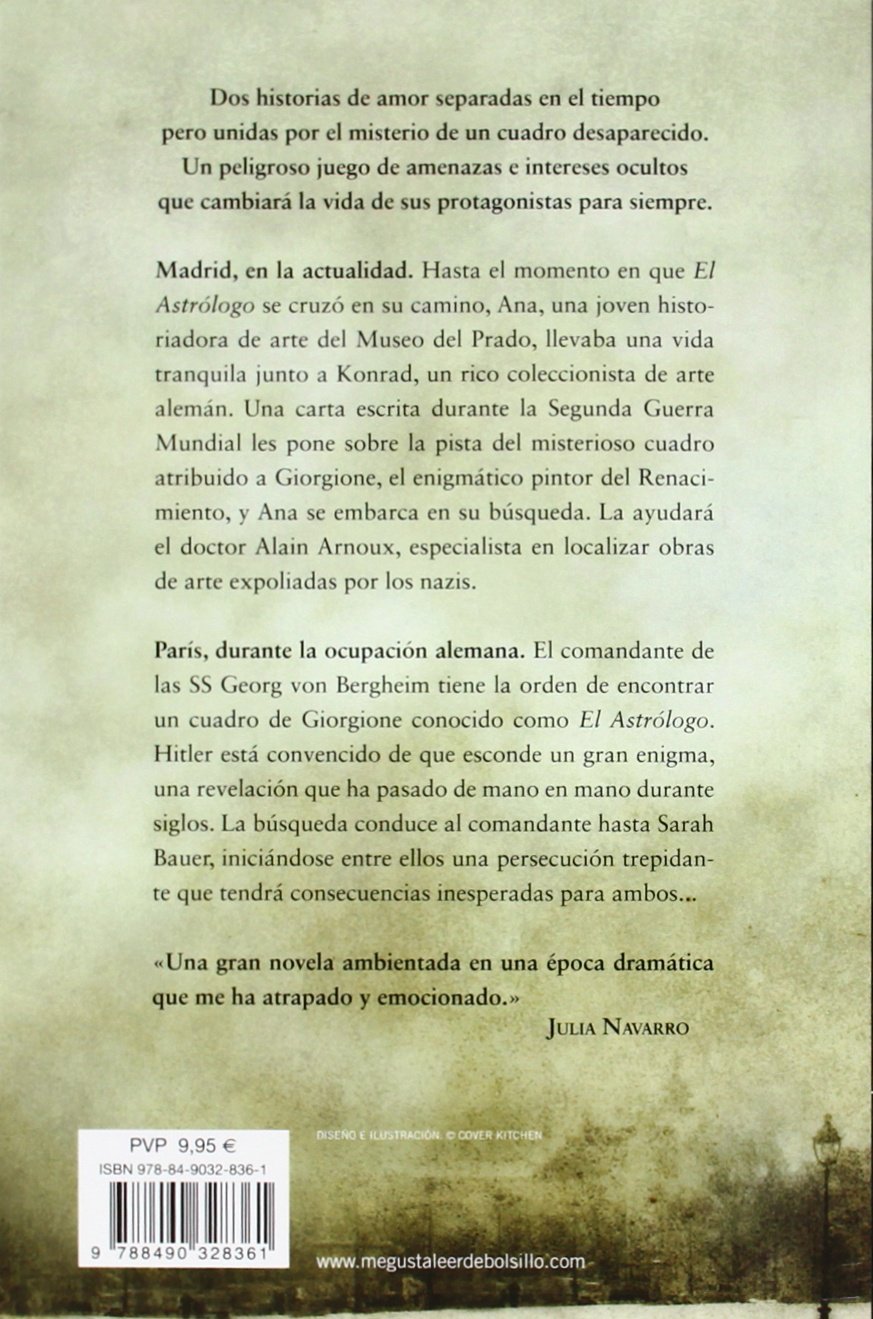 Dos historias de amor separadas en el tiempo
pero unidas por el misterio de un cuadro desaparecido.
Un peligroso juego de amenazas e intereses ocultos
que cambiará la vida de sus protagonistas para siempre.
Madrid, en la actualidad. Hasta el momento en que El
Astrólogo se cruzó en su camino, Ana, una joven histo-
riadora de arte del Museo del Prado, llevaba una vida
tranquila junto a Konrad, un rico coleccionista de arte
alemán. Una carta escrita durante la Segunda Guerra
Mundial les pone sobre la pista del misterioso cuadro
atribuido a Giorgione, el enigmático pintor del Renaci-
miento, y Ana se embarca en su búsqueda. La ayudará
el doctor Alain Arnoux, especialista en localizar obras
de arte expoliadas por los nazis.
París, durante la ocupación alemana. El comandante de
las SS Georg von Bergheim tiene la orden de encontrar
un cuadro de Giorgione conocido como El Astrólogo.
Hitler está convencido de que esconde un gran enigma,
una revelación que ha pasado de mano en mano durante
siglos. La búsqueda conduce al comandante hasta Sarah
Bauer, iniciándose entre ellos una persecución trepidan-
te que tendrá consecuencias inesperadas para ambos...
«Una gran novela ambientada en una época dramática
que me ha atrapado y emocionado.»
JULIA NAVARRO
DISEÑO E ILUSTRACIÓN: © COVER KITCHEN
PVP 9,95 €
ISBN 978-84-9032-836-1
9 788490 328361
www.megustaleerdebolsillo.com